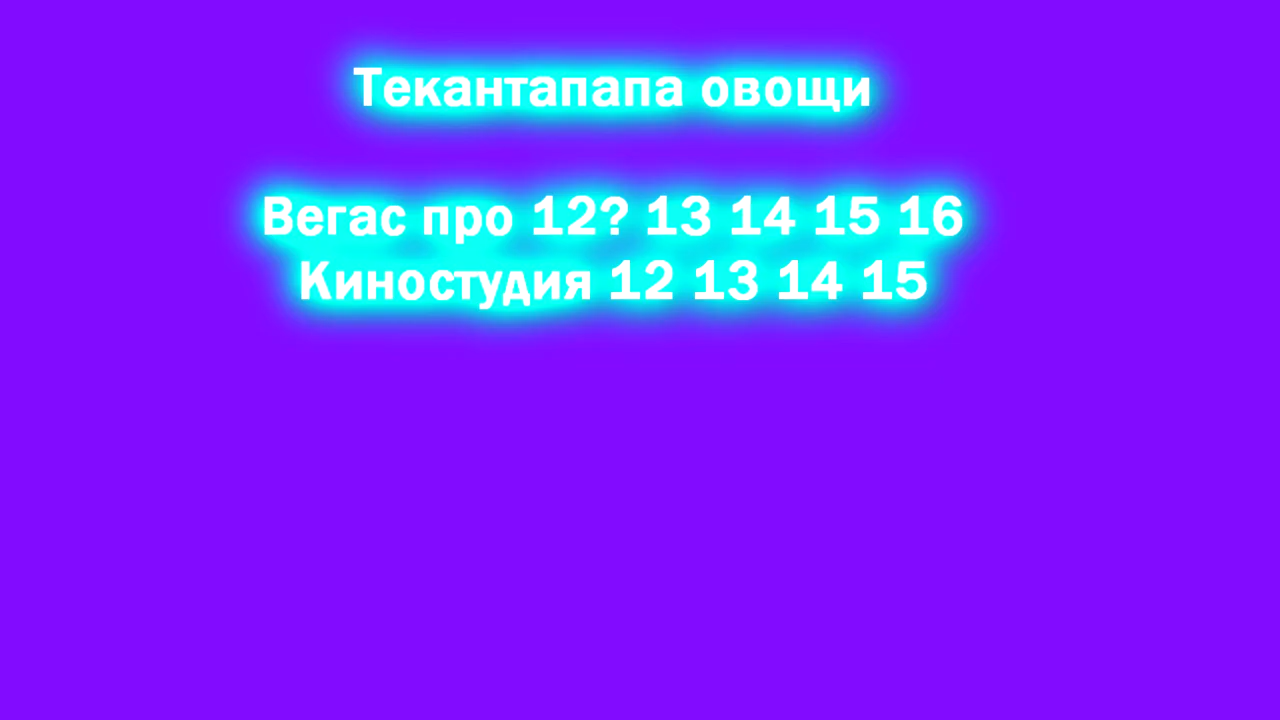 Текантапапа овощи
Вегас про 12? 13 14 15 16
Киностудия 12 13 14 15